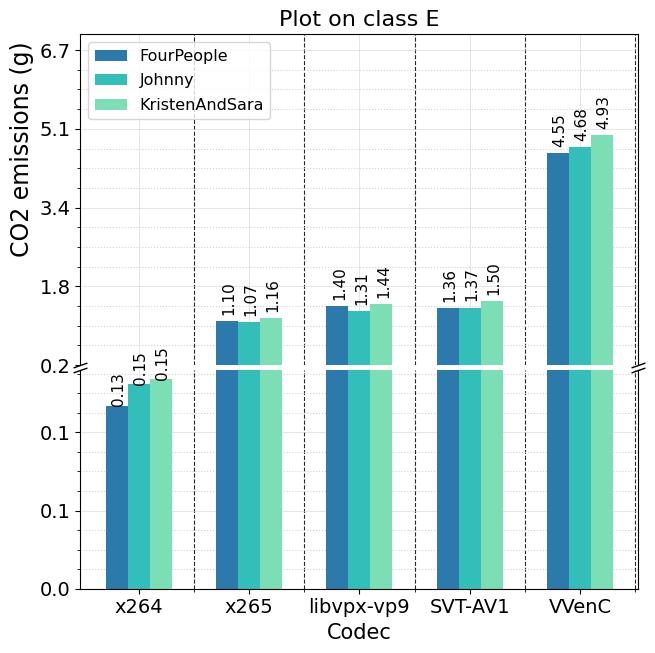 Plot on class E
CO2 emissions (g)
FourPeople
Johnny
KristenAndSara
6.7
5.1
3.4
1.8
0.2
0.1
0.1
0.0
0.13
0.15
0.15
1.10
1.07
1.16
1.40
1.31
1.44
1.36
1.37
1.50
4.55
4.68
4.93
x264
x265
libvpx-vp9
SVT-AV1
VVenC
Codec